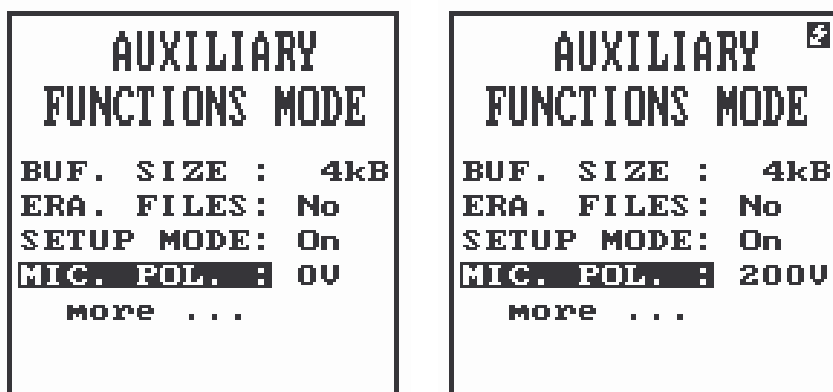 AUXILIARY
FUNCTIONS MODE
BUF. SIZE : 4kB
ERA. FILES: No
SETUP MODE: On
MIC. POL. : 0V
more ...
AUXILIARY
FUNCTIONS MODE
BUF. SIZE : 4kB
ERA. FILES: No
SETUP MODE: On
MIC. POL. : 200V
more ...